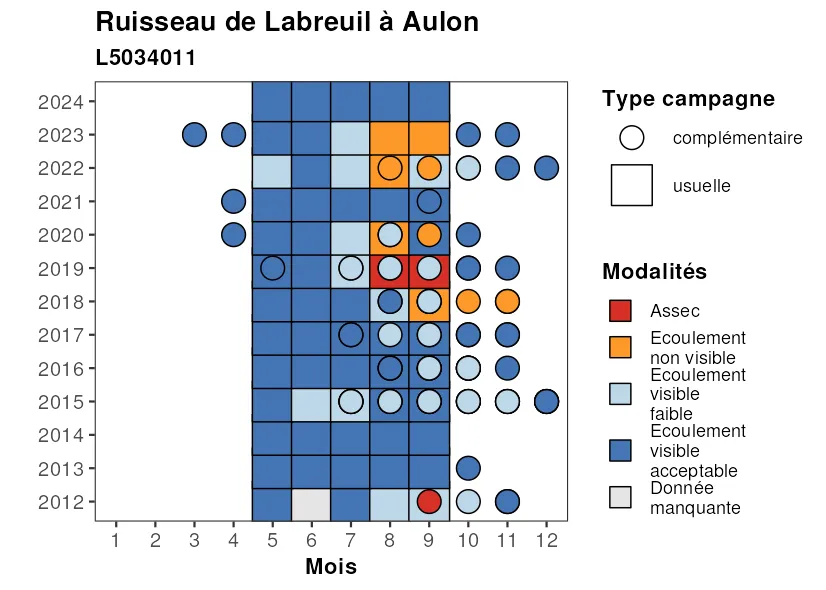 Ruisseau de Labreuil à Aulon
L5034011
2024
2023
2022
2021
2020
2019
2018
2017
2016
2015
2014
2013
2012
1 2 3 4 5 6 7 8 9 10 11 12
Mois
Type campagne
complémentaire
usuelle
Modalités
Assec
Ecoulement
non visible
Ecoulement
visible
faible
Ecoulement
visible
acceptable
Donnée
manquante